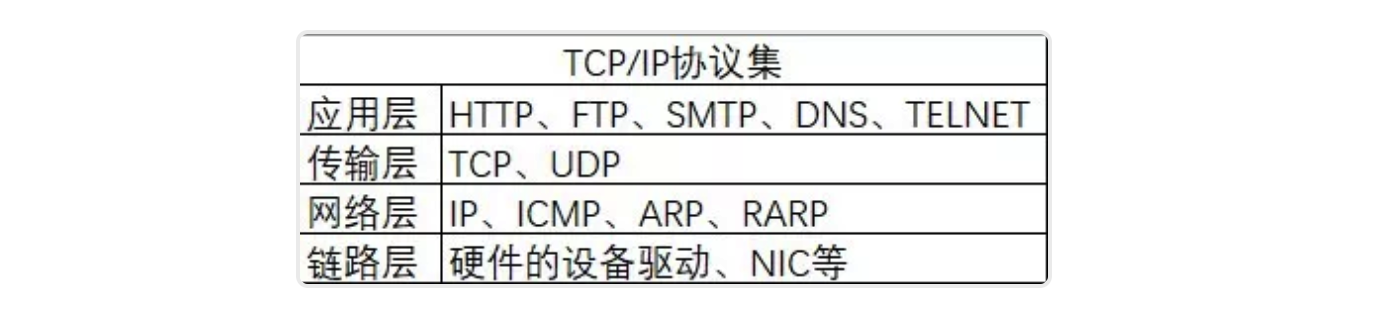 TCP/IP协议集
应用层 HTTP、FTP、SMTP、DNS、TELNET
传输层 TCP、UDP
网络层 IP、ICMP、ARP、RARP
链路层 硬件的设备驱动、NIC等